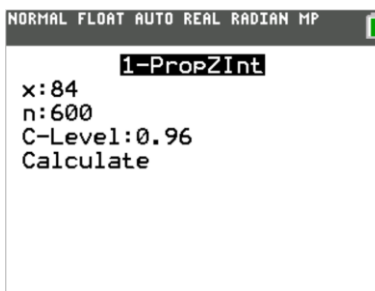 NORMAL FLOAT AUTO REAL RADIAN MP
1-PropZInt
x:84
n:600
C-Level:0.96
Calculate